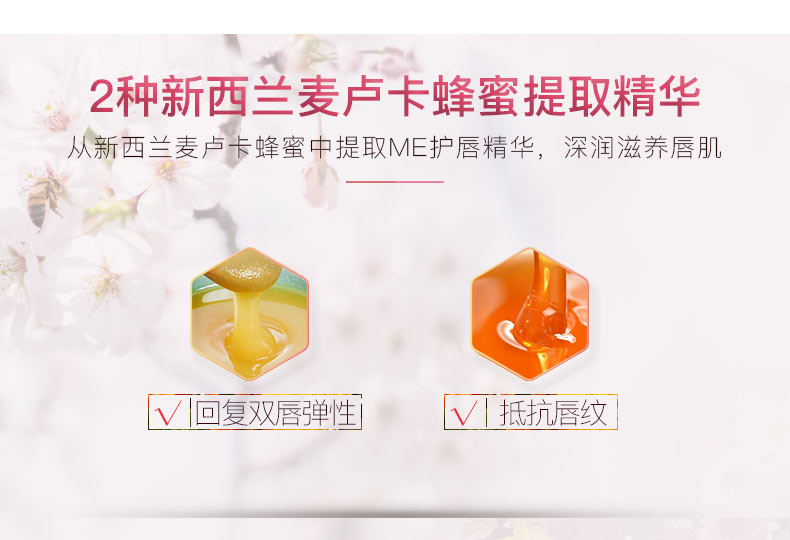 2种新西兰麦卢卡蜂蜜提取精华
从新西兰麦卢卡蜂蜜中提取ME护唇精华，深润滋养唇肌
√ 回复双唇弹性
√ 抵抗唇纹